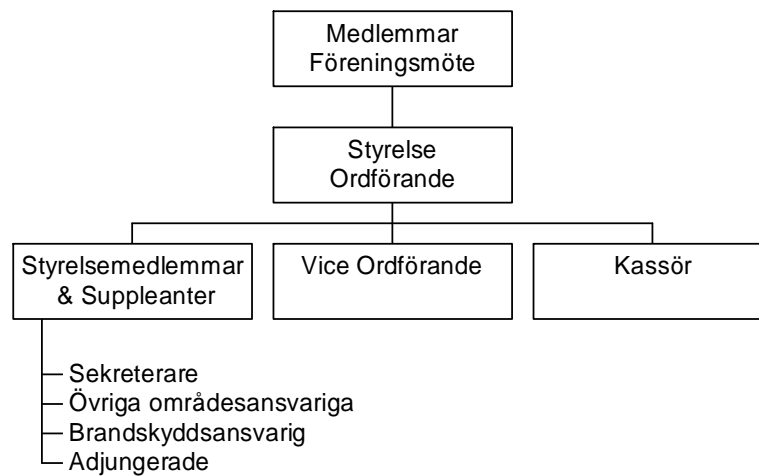 Medlemmar
Föreningsmöte
Styrelse
Ordförande
Styrelsemedlemmar
& Suppleanter
Vice Ordförande
Kassör
Sekreterare
Övriga områdesansvariga
Brandskyddsansvarig
Adjungerade